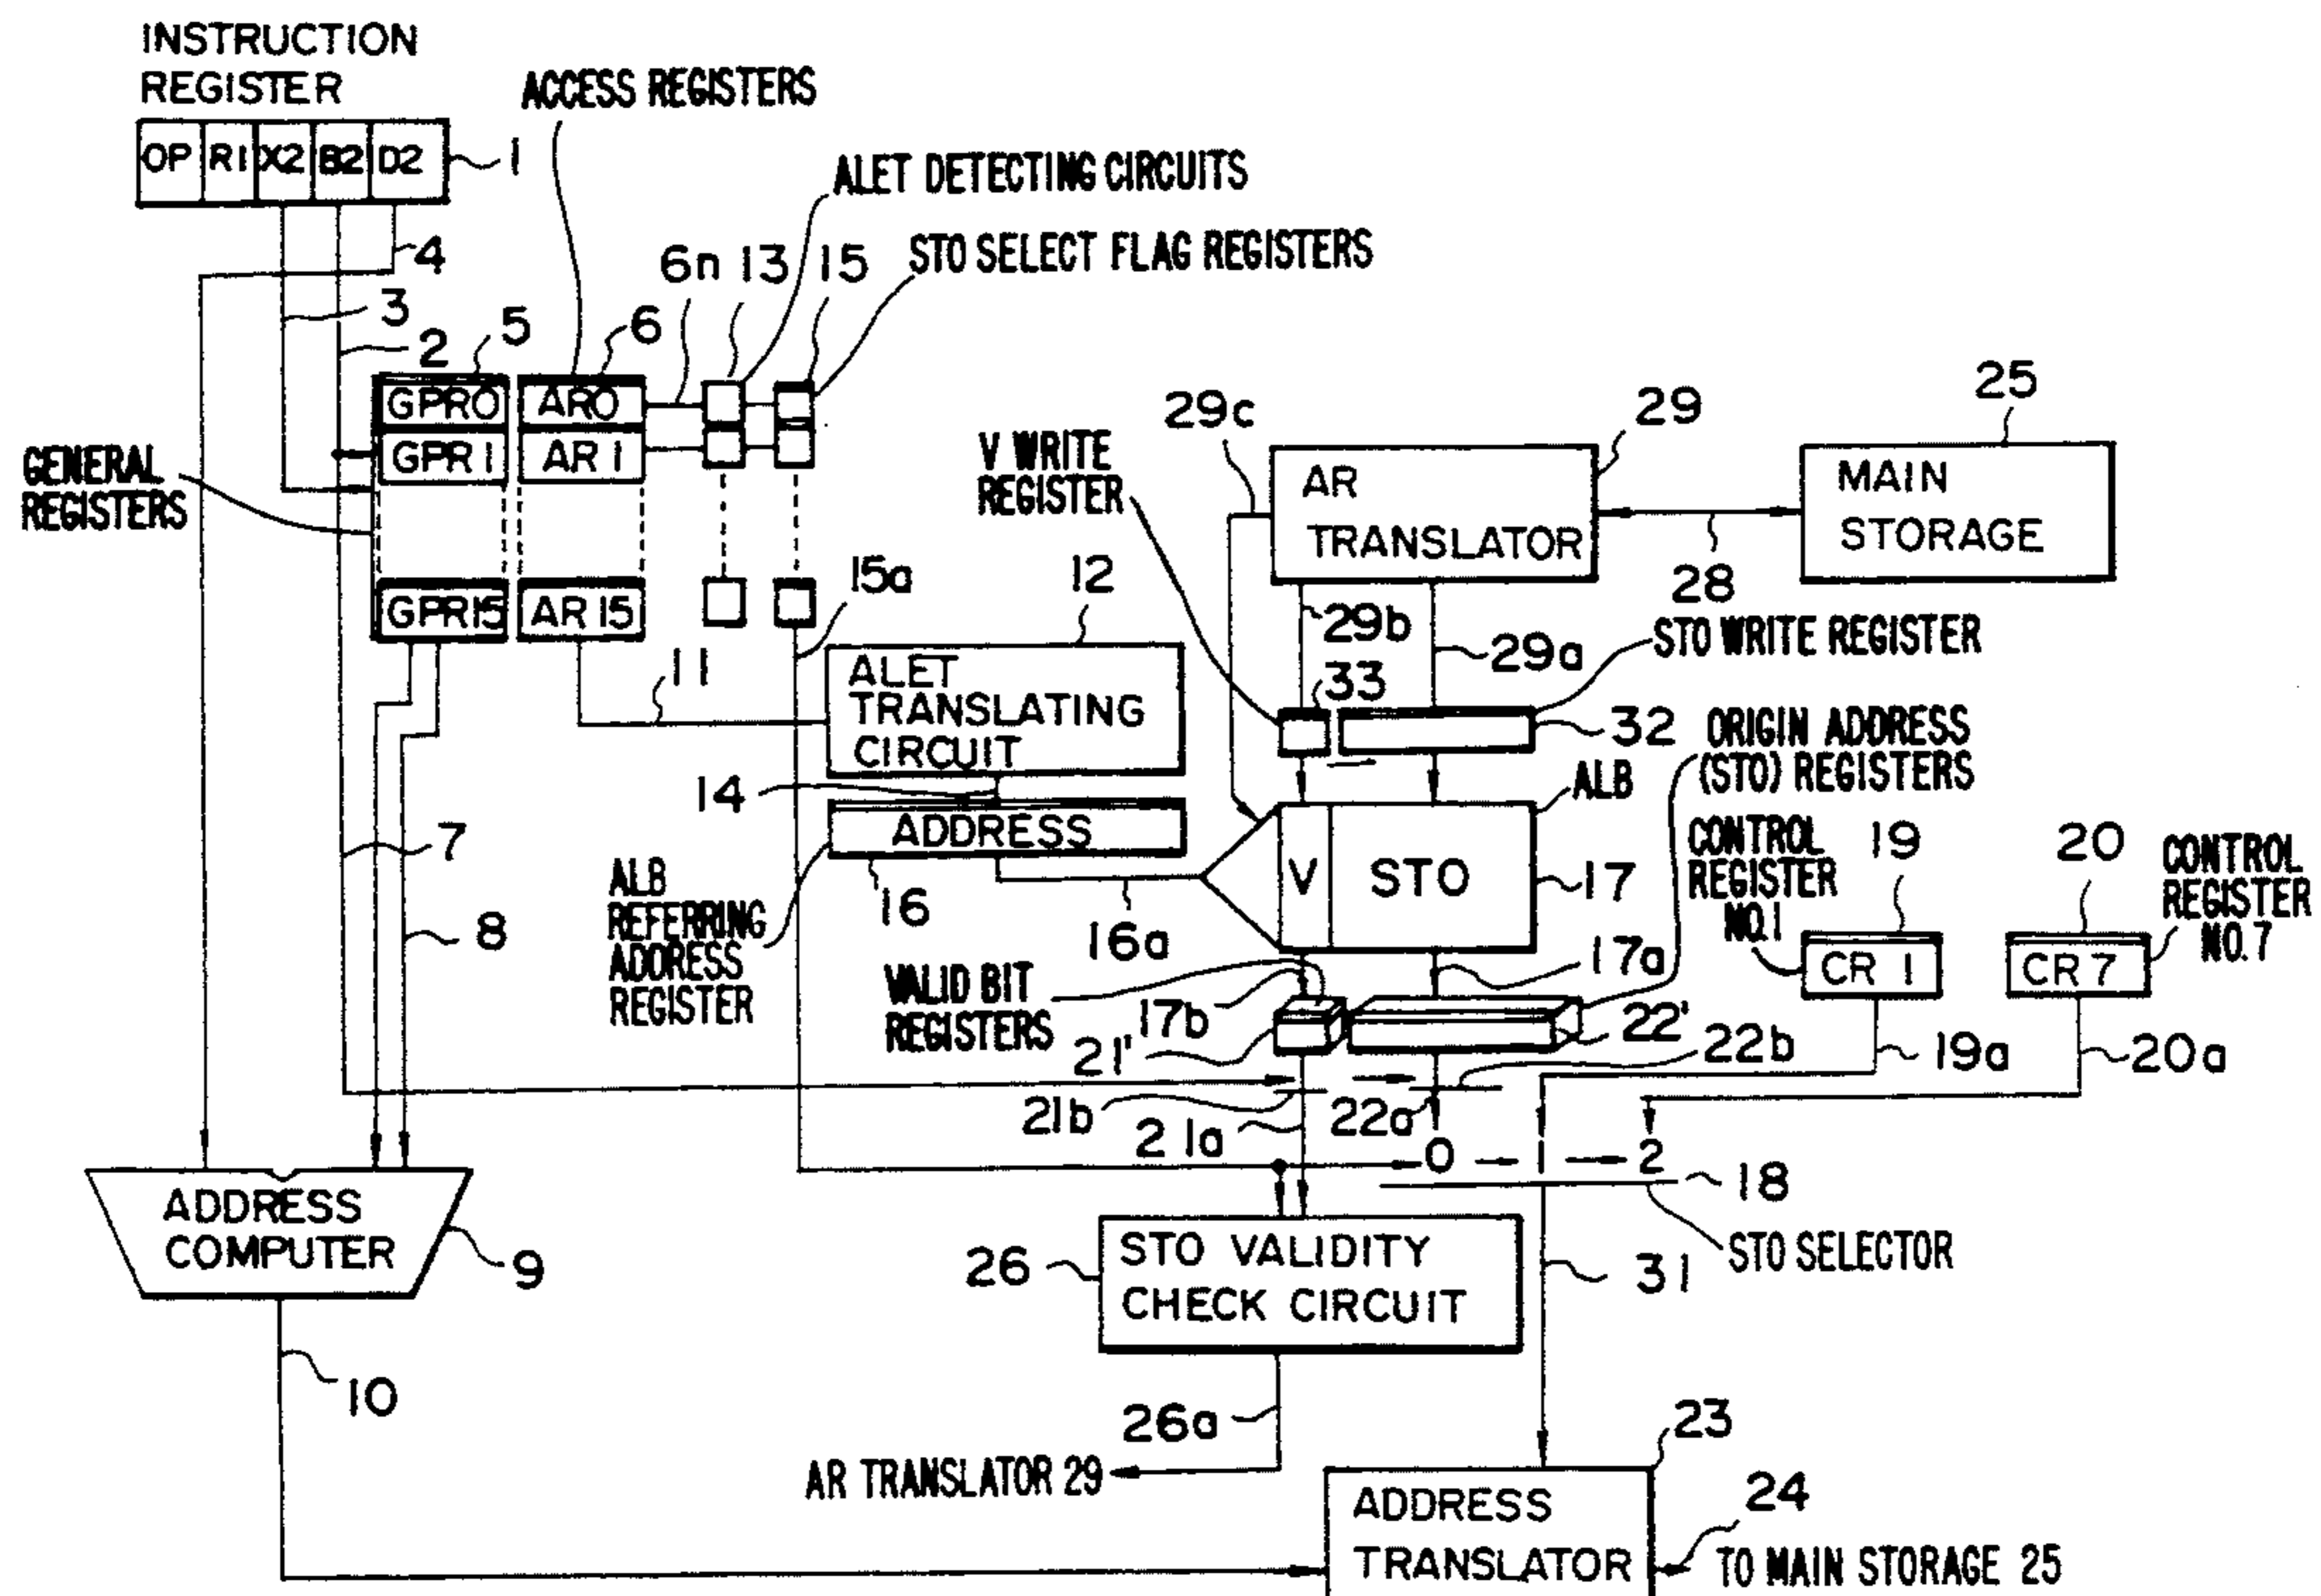 INSTRUCTION
REGISTER
ACCESS REGISTERS
OP R1 X2 B2 D2
1
ALET DETECTING CIRCUITS
4
6n 13 15
STO SELECT FLAG REGISTERS
3
2
5
6
GPR0 AR0
GPR1 AR1
GENERAL
REGISTERS
GPR15 AR15
29c
29
25
V WRITE
REGISTER
AR
TRANSLATOR
MAIN
STORAGE
28
15a
12
29b
29a
STO WRITE REGISTER
11
ALET
TRANSLATING
CIRCUIT
33
32
ORIGIN ADDRESS
(STO) REGISTERS
14
ADDRESS
ALB
7
16
16a
V STO
17
CONTROL
REGISTER
NO.1
19
20
CONTROL
REGISTER
NO.7
ALB
REFERRING
ADDRESS
REGISTER
8
CR 1
CR 7
VALID BIT
REGISTERS
17b
17a
21'
22'
22b
19a
20a
21b
21a
22a
0 1 2
18
ADDRESS
COMPUTER
9
STO VALIDITY
CHECK CIRCUIT
26
31
STO SELECTOR
10
26a
23
AR TRANSLATOR 29
ADDRESS
TRANSLATOR
24
TO MAIN STORAGE 25